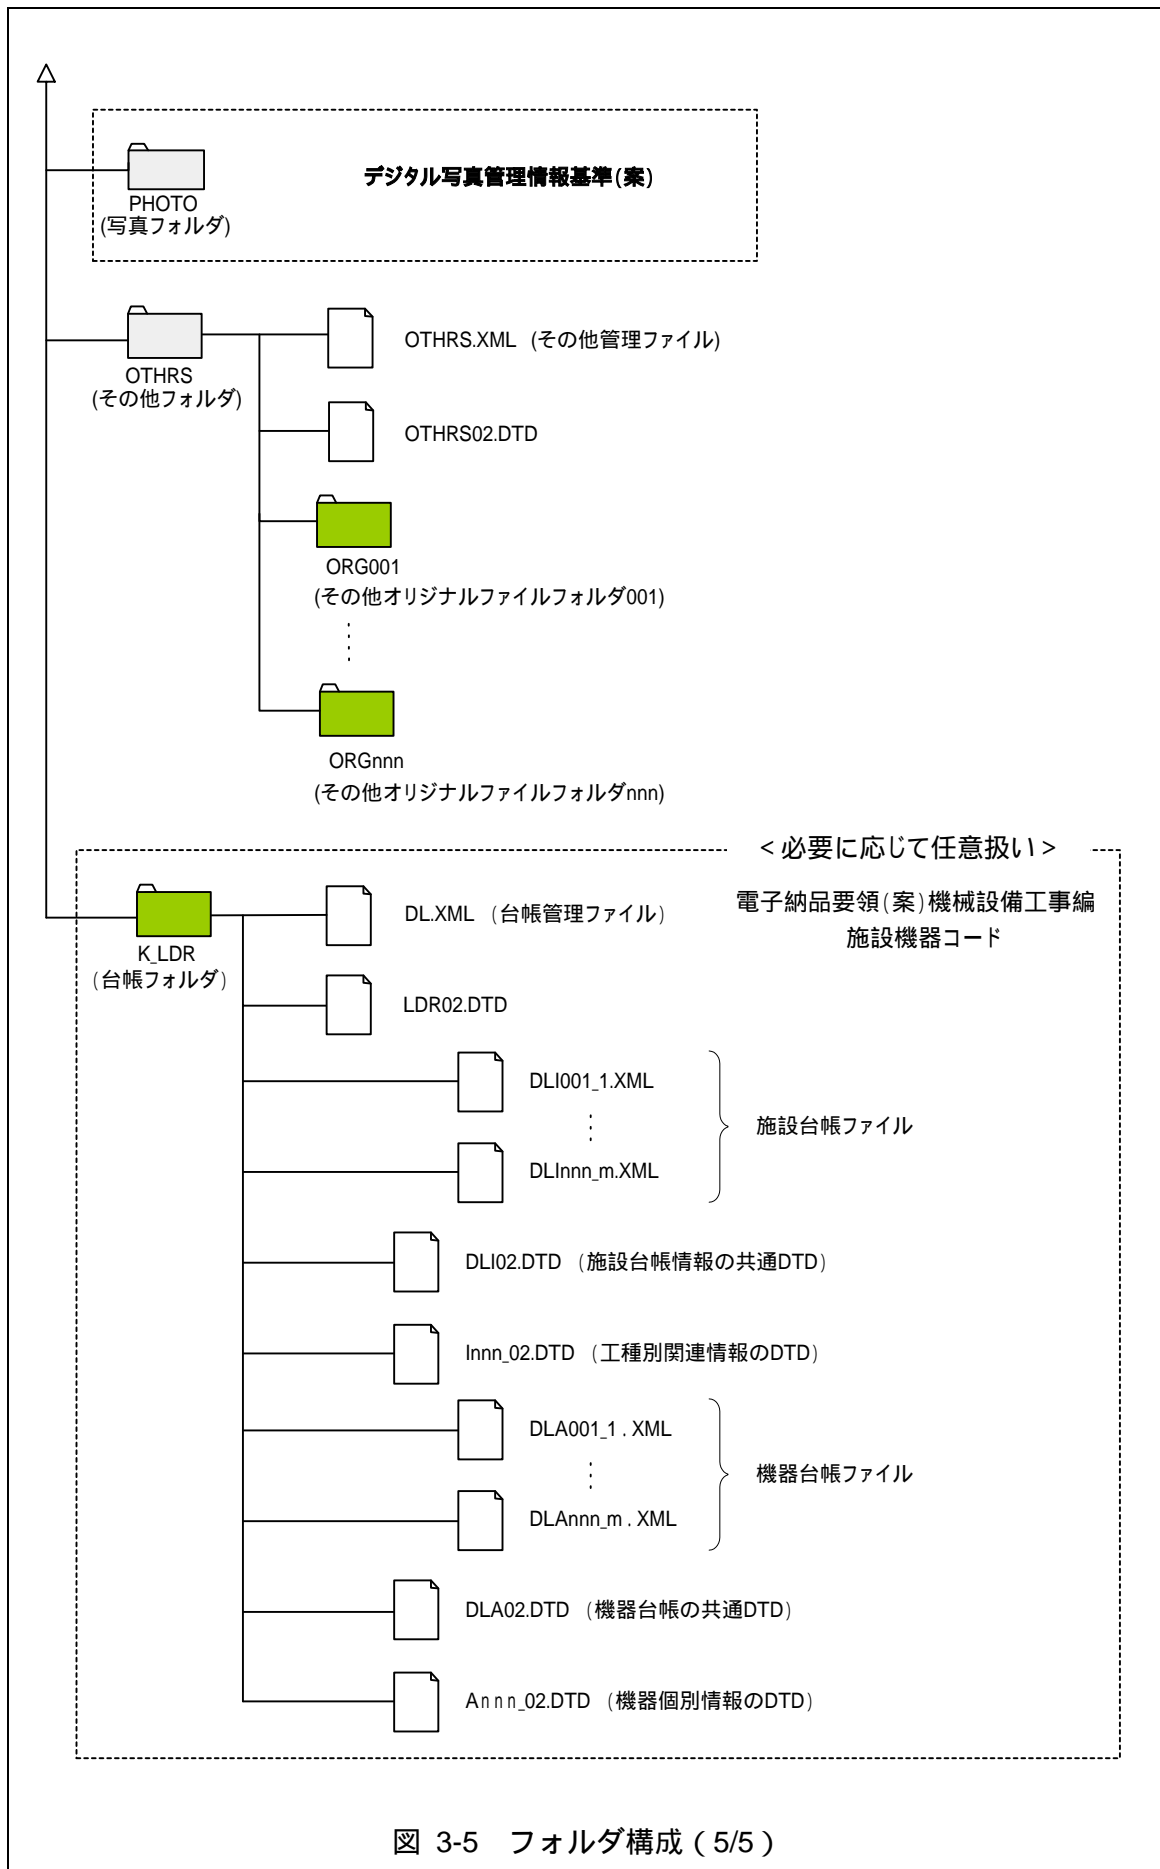 デジタル写真管理情報基準(案)
PHOTO
(写真フォルダ)
OTHRS
(その他フォルダ)
OTHRS.XML (その他管理ファイル)
OTHRS02.DTD
ORG001
(その他オリジナルファイルフォルダ001)
ORGnnn
(その他オリジナルファイルフォルダnnn)
<必要に応じて任意扱い>
電子納品要領(案)機械設備工事編
施設機器コード
K_LDR
(台帳フォルダ)
DL.XML (台帳管理ファイル)
LDR02.DTD
DLI001_1.XML
DLInnn_m.XML
施設台帳ファイル
DLI02.DTD (施設台帳情報の共通DTD)
Innn_02.DTD (工種別関連情報のDTD)
DLA001_1 . XML
DLAnnn_m . XML
機器台帳ファイル
DLA02.DTD (機器台帳の共通DTD)
Annn_02.DTD (機器個別情報のDTD)
図 3-5 フォルダ構成(5/5)